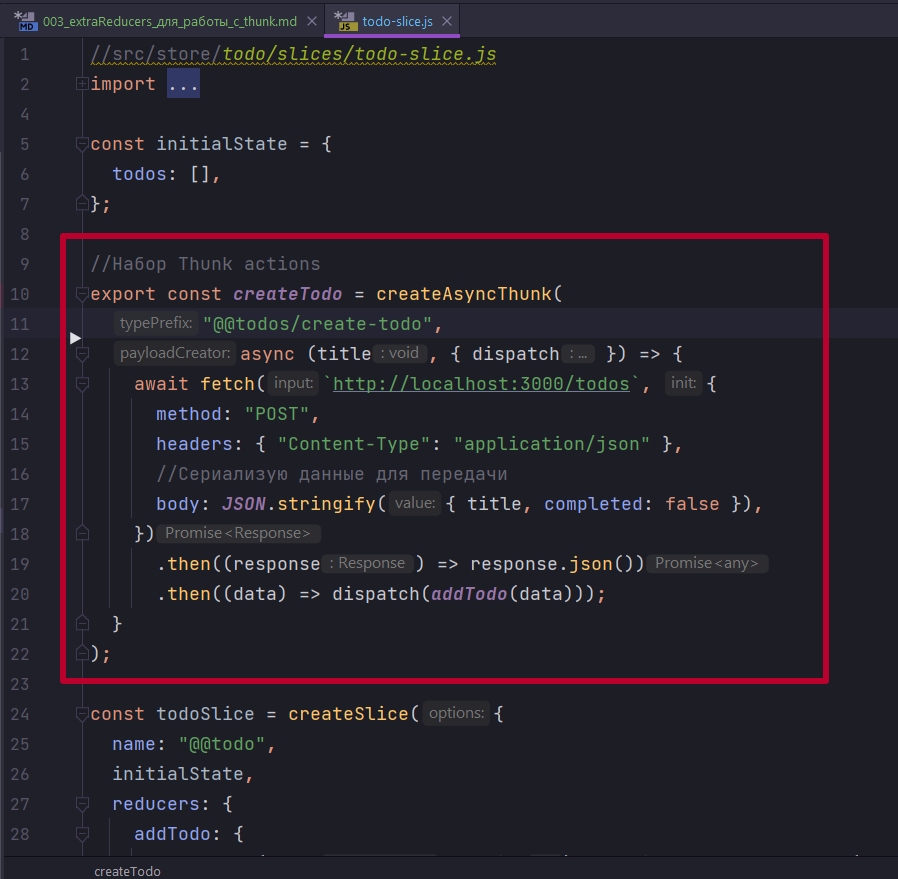 MD 003_extraReducers_для_работы_с_thunk.md JS todo-slice.js
1 //src/store/todo/slices/todo-slice.js
2 import ...
4
5 const initialState = {
6 todos: [],
7 };
8
9 //Набор Thunk actions
10 export const createTodo = createAsyncThunk(
11 typePrefix: "@@todos/create-todo",
12 payloadCreator: async (title : void , { dispatch : ... }) => {
13 await fetch( input: `http://localhost:3000/todos`, init: {
14 method: "POST",
15 headers: { "Content-Type": "application/json" },
16 //Сериализую данные для передачи
17 body: JSON.stringify( value: { title, completed: false }),
18 }) Promise<Response>
19 .then((response : Response ) => response.json()) Promise<any>
20 .then((data) => dispatch(addTodo(data)));
21 }
22 );
23
24 const todoSlice = createSlice( options: {
25 name: "@@todo",
26 initialState,
27 reducers: {
28 addTodo: {
createTodo